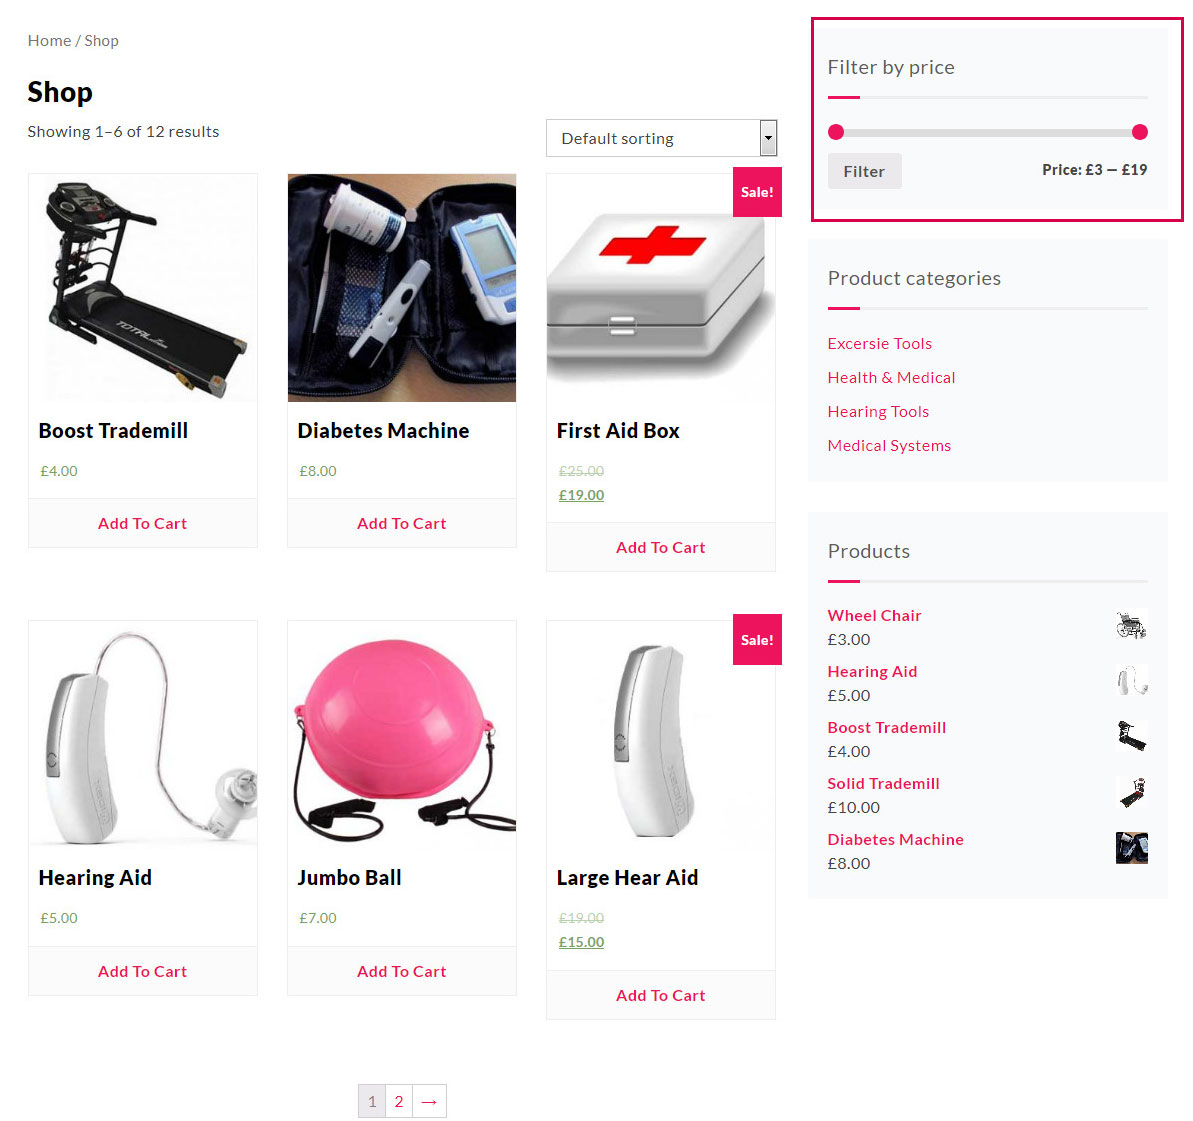 Home / Shop
Shop
Showing 1–6 of 12 results
Default sorting
Sale!
TOTAL
Boost Trademill
£4.00
Add To Cart
Diabetes Machine
£8.00
Add To Cart
First Aid Box
£25.00
£19.00
Add To Cart
Sale!
Hearing Aid
£5.00
Add To Cart
Jumbo Ball
£7.00
Add To Cart
Large Hear Aid
£19.00
£15.00
Add To Cart
1 2 →
Filter by price
Filter
Price: £3 — £19
Product categories
Excersie Tools
Health & Medical
Hearing Tools
Medical Systems
Products
Wheel Chair
£3.00
Hearing Aid
£5.00
Boost Trademill
£4.00
Solid Trademill
£10.00
Diabetes Machine
£8.00